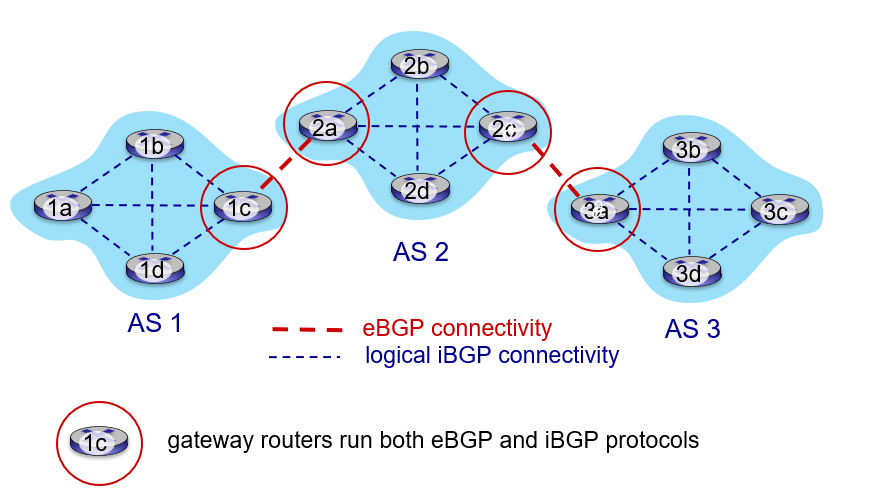 2b
2a
2c
2d
AS 2
1b
1a
1c
1d
AS 1
3b
3a
3c
3d
AS 3
eBGP connectivity
logical iBGP connectivity
1c
gateway routers run both eBGP and iBGP protocols